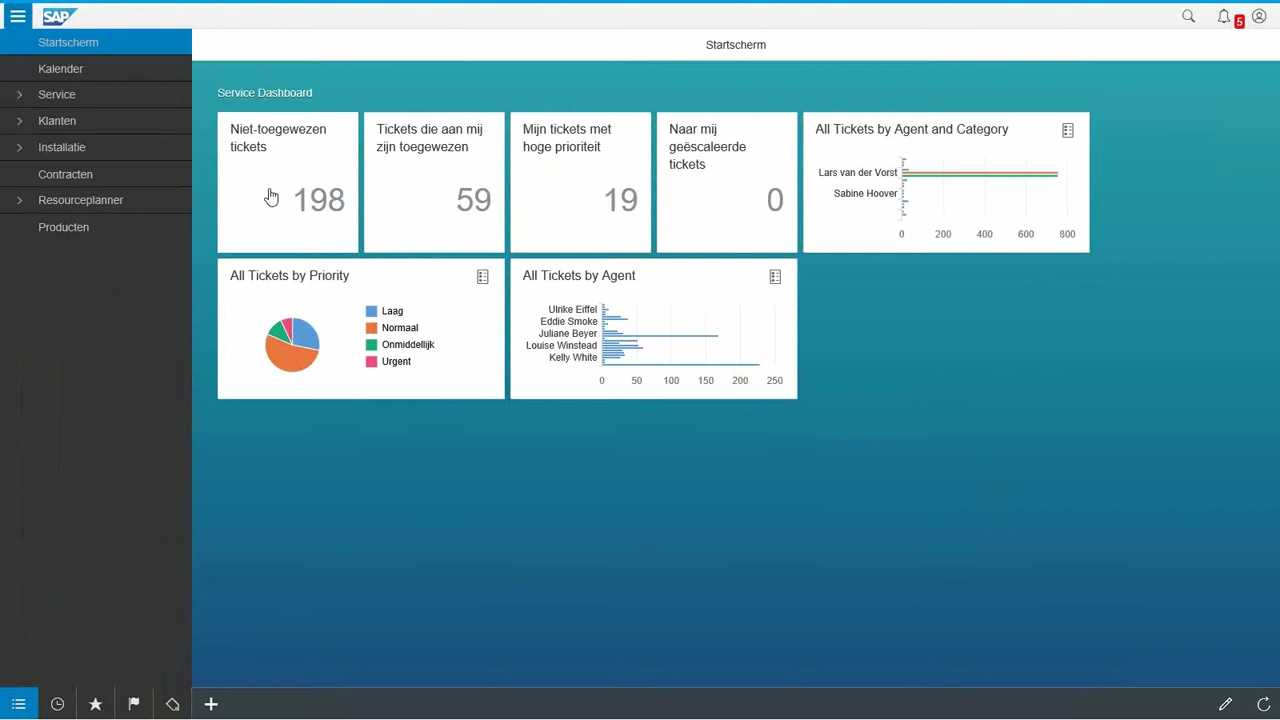 SAP
5
Startscherm
Kalender
Service
Klanten
Installatie
Contracten
Resourceplanner
Producten
Startscherm
Service Dashboard
Niet-toegewezen
tickets
198
Tickets die aan mij
zijn toegewezen
59
Mijn tickets met
hoge prioriteit
19
Naar mij
geëscaleerde
tickets
0
All Tickets by Agent and Category
Lars van der Vorst
Sabine Hoover
0 200 400 600 800
All Tickets by Priority
Laag
Normaal
Onmiddellijk
Urgent
All Tickets by Agent
Ulrike Eiffel
Eddie Smoke
Juliane Beyer
Louise Winstead
Kelly White
0 50 100 150 200 250